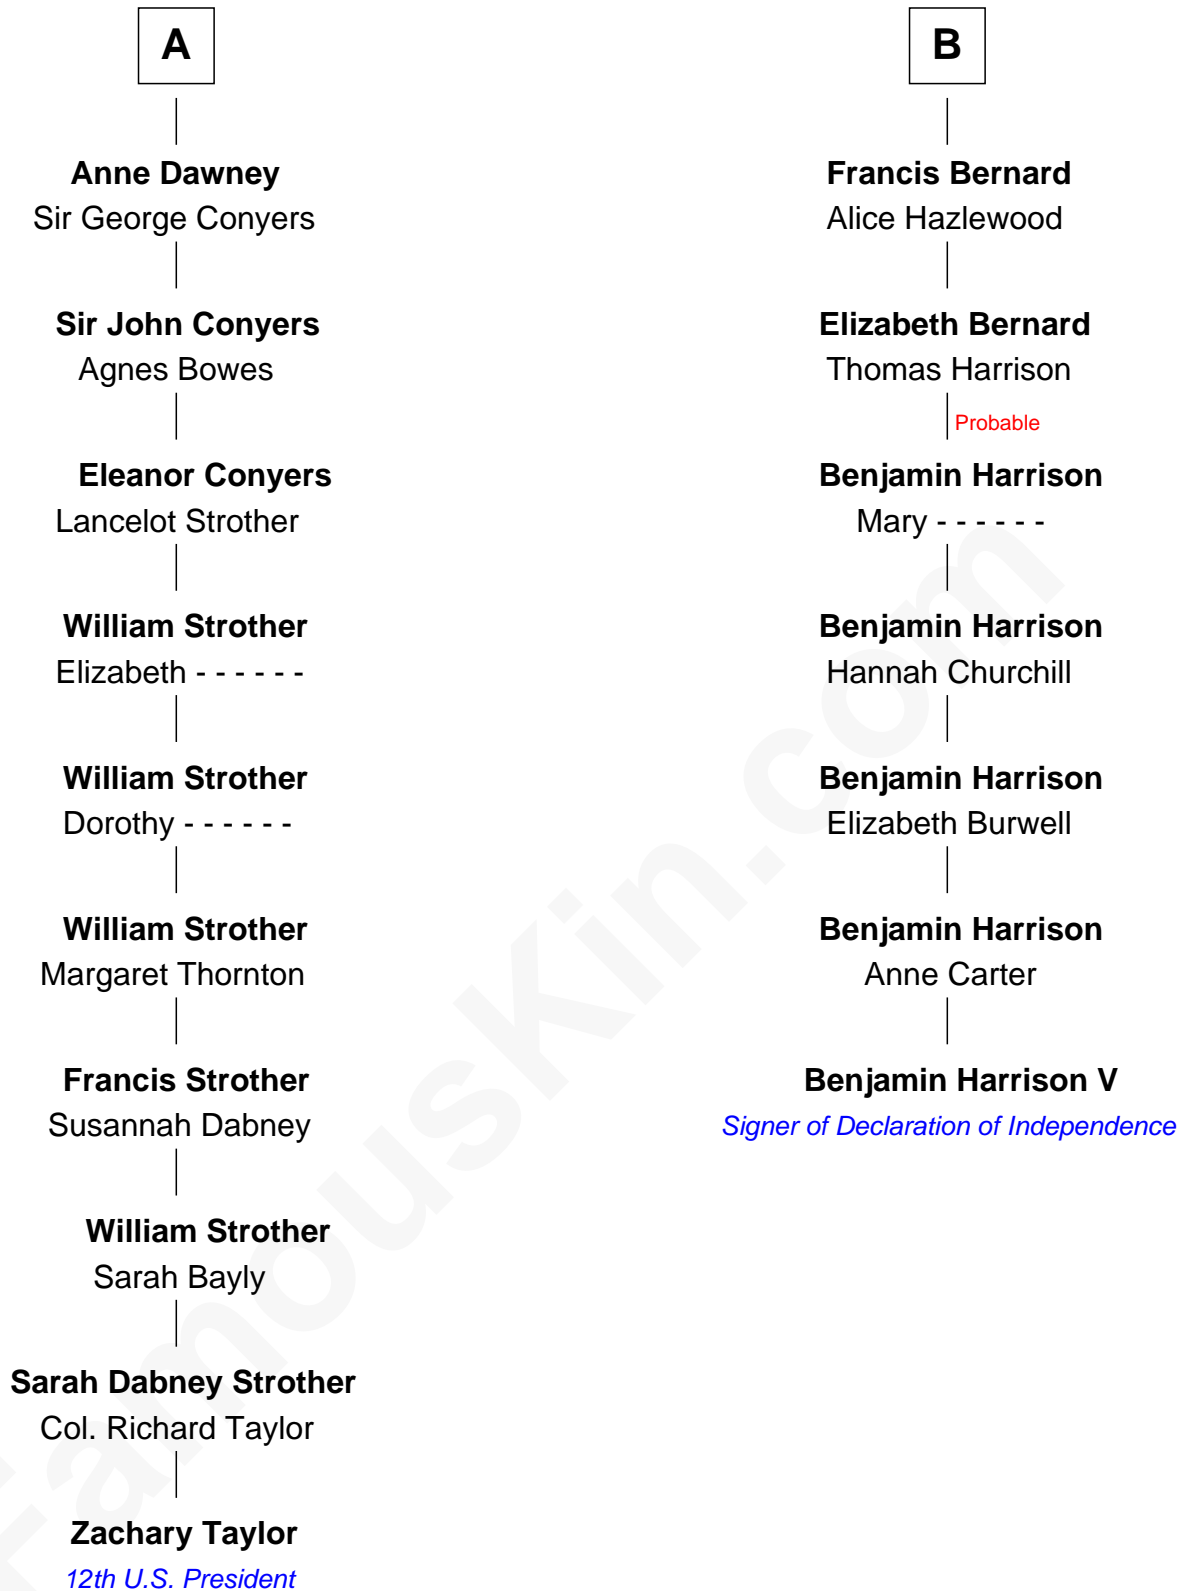 A
Anne Dawney
Sir George Conyers
Sir John Conyers
Agnes Bowes
Eleanor Conyers
Lancelot Strother
William Strother
Elizabeth - - - - - -
William Strother
Dorothy - - - - - -
William Strother
Margaret Thornton
Francis Strother
Susannah Dabney
William Strother
Sarah Bayly
Sarah Dabney Strother
Col. Richard Taylor
Zachary Taylor
12th U.S. President
B
Francis Bernard
Alice Hazlewood
Elizabeth Bernard
Thomas Harrison
Probable
Benjamin Harrison
Mary - - - - - -
Benjamin Harrison
Hannah Churchill
Benjamin Harrison
Elizabeth Burwell
Benjamin Harrison
Anne Carter
Benjamin Harrison V
Signer of Declaration of Independence
FamousKin.com